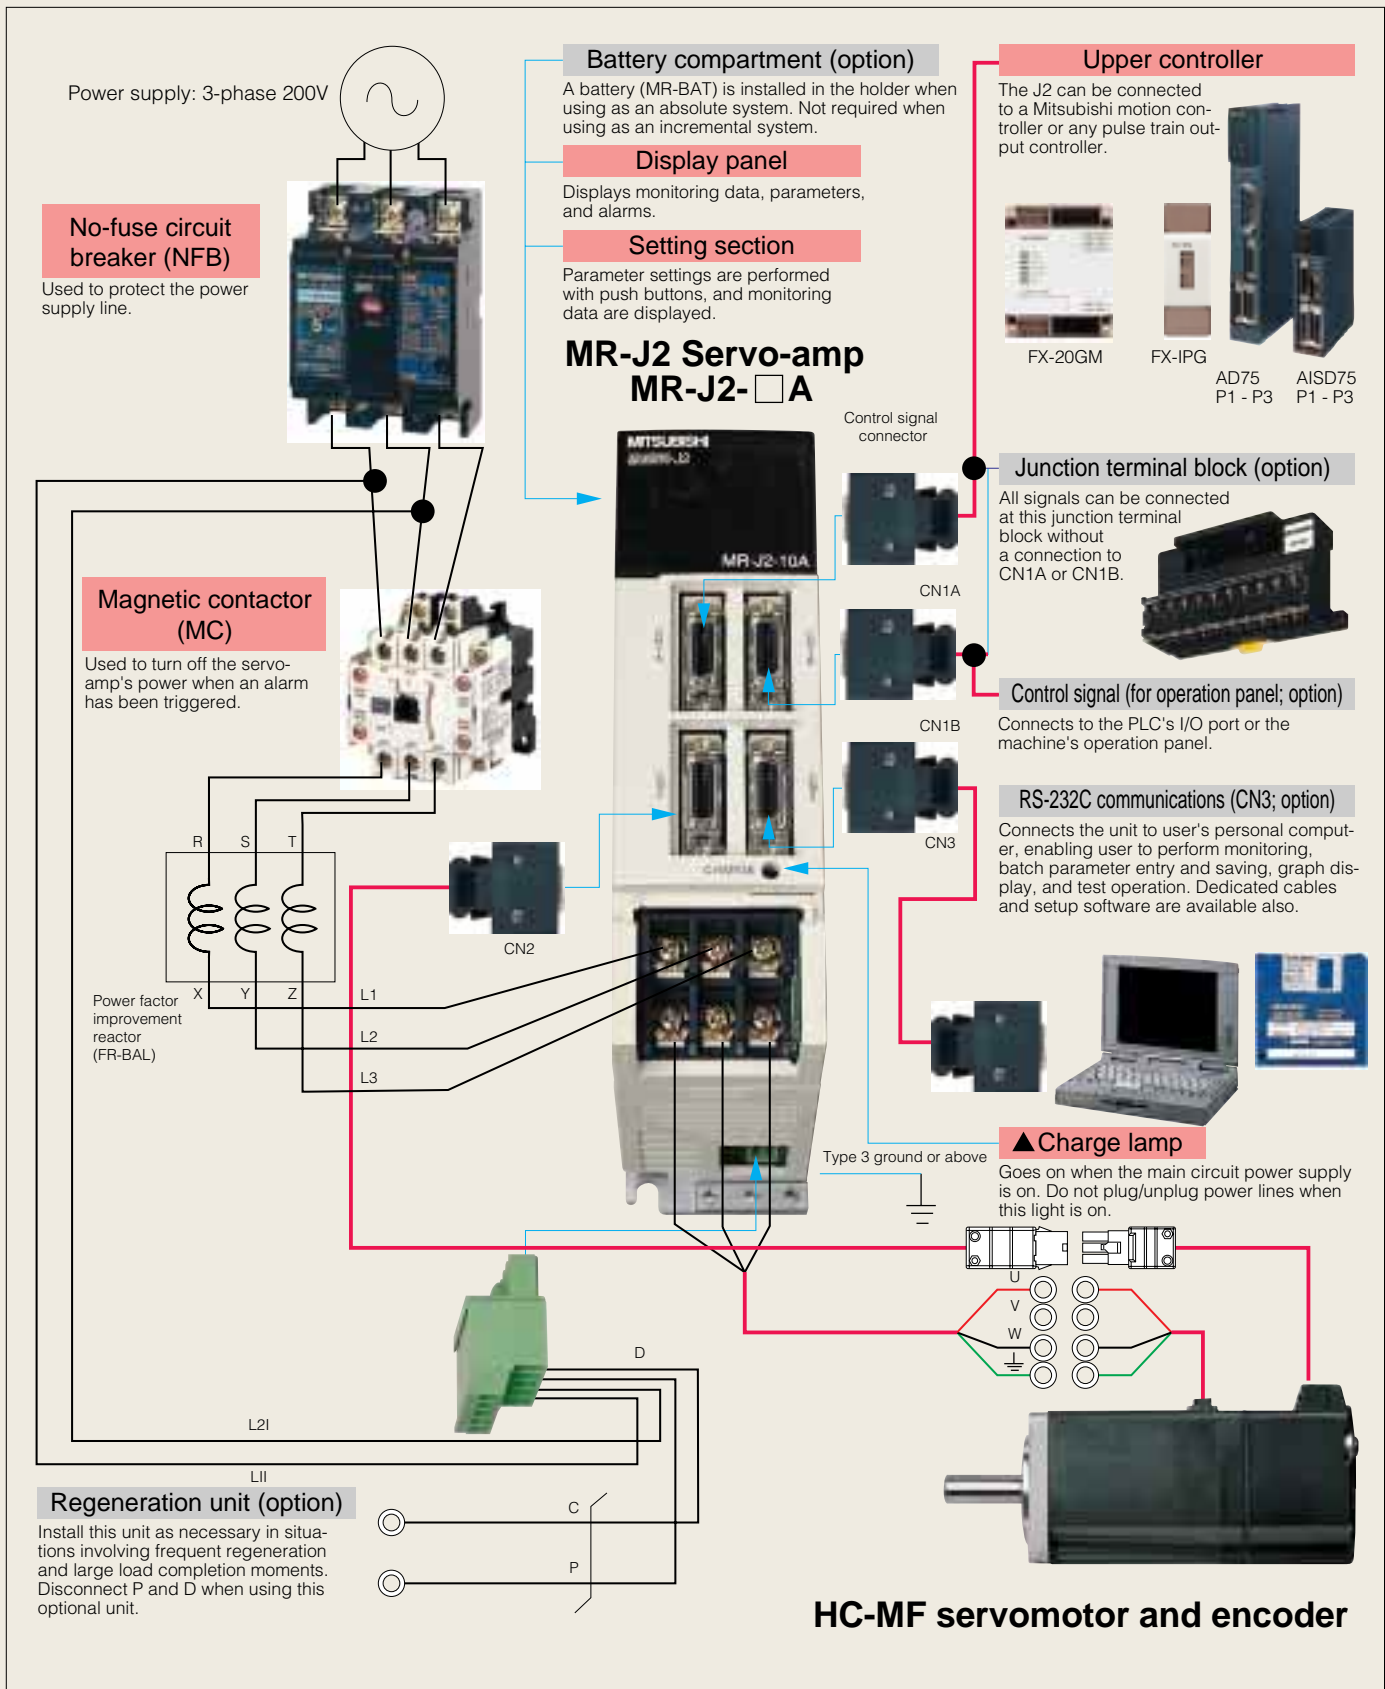 Power supply: 3-phase 200V
No-fuse circuit
breaker (NFB)
Used to protect the power
supply line.
Battery compartment (option)
A battery (MR-BAT) is installed in the holder when
using as an absolute system. Not required when
using as an incremental system.
Display panel
Displays monitoring data, parameters,
and alarms.
Setting section
Parameter settings are performed
with push buttons, and monitoring
data are displayed.
MR-J2 Servo-amp
MR-J2-□A
Upper controller
The J2 can be connected
to a Mitsubishi motion con-
troller or any pulse train out-
put controller.
FX-20GM
FX-IPG
AD75
P1 - P3
AISD75
P1 - P3
Control signal
connector
MITSUBISHI
MR-J2-10A
CN1A
CN1B
CN3
Junction terminal block (option)
All signals can be connected
at this junction terminal
block without
a connection to
CN1A or CN1B.
Control signal (for operation panel; option)
Connects to the PLC's I/O port or the
machine's operation panel.
RS-232C communications (CN3; option)
Connects the unit to user's personal comput-
er, enabling user to perform monitoring,
batch parameter entry and saving, graph dis-
play, and test operation. Dedicated cables
and setup software are available also.
Magnetic contactor
(MC)
Used to turn off the servo-
amp's power when an alarm
has been triggered.
R
S
T
X
Y
Z
Power factor
improvement
reactor
(FR-BAL)
L1
L2
L3
CN2
CHARGE
▲Charge lamp
Goes on when the main circuit power supply
is on. Do not plug/unplug power lines when
this light is on.
Type 3 ground or above
U
V
W
D
L2I
LII
Regeneration unit (option)
Install this unit as necessary in situa-
tions involving frequent regeneration
and large load completion moments.
Disconnect P and D when using this
optional unit.
C
P
HC-MF servomotor and encoder